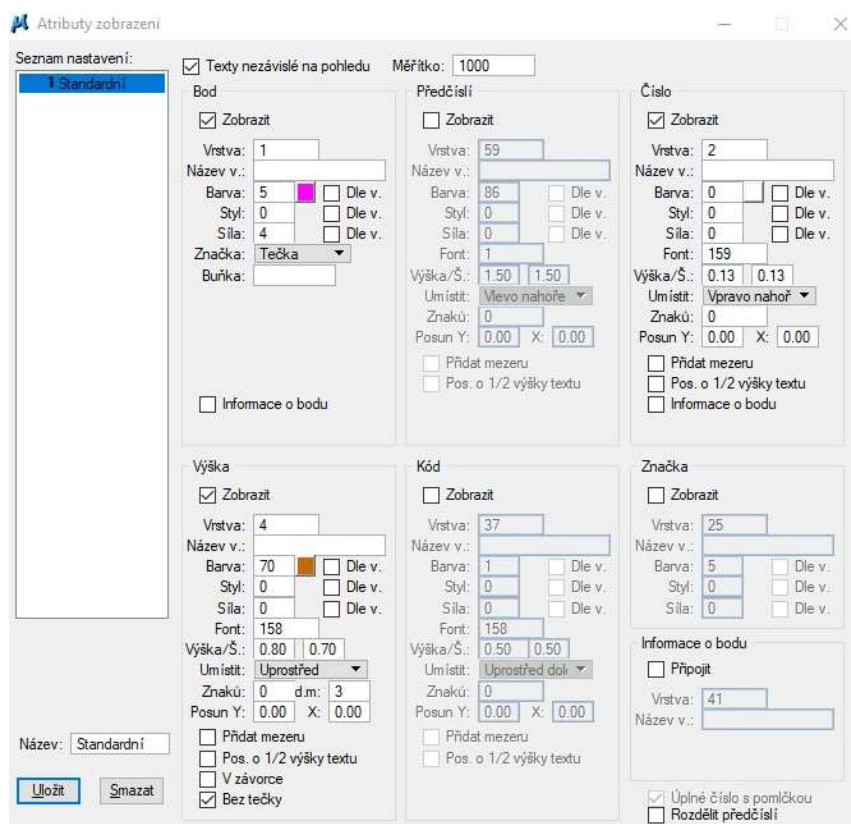 Atributy zobrazení
Seznam nastavení:
1 Standardní
Název: Standardní
Uložit Smazat
Texty nezávislé na pohledu Měřítko: 1000
Bod
Zobrazit
Vrstva: 1
Název v.:
Barva: 5 Dle v.
Styl: 0 Dle v.
Síla: 4 Dle v.
Značka: Tečka
Buňka:
Informace o bodu
Předčíslí
Zobrazit
Vrstva: 59
Název v.:
Barva: 86 Dle v.
Styl: 0 Dle v.
Síla: 0 Dle v.
Font: 1
Výška/Š.: 1.50 1.50
Umístit: Vlevo nahoře
Znaků: 0
Posun Y: 0.00 X: 0.00
Přidat mezeru
Pos. o 1/2 výšky textu
Číslo
Zobrazit
Vrstva: 2
Název v.:
Barva: 0 Dle v.
Styl: 0 Dle v.
Síla: 0 Dle v.
Font: 159
Výška/Š.: 0.13 0.13
Umístit: Vpravo nahoř
Znaků: 0
Posun Y: 0.00 X: 0.00
Přidat mezeru
Pos. o 1/2 výšky textu
Informace o bodu
Výška
Zobrazit
Vrstva: 4
Název v.:
Barva: 70 Dle v.
Styl: 0 Dle v.
Síla: 0 Dle v.
Font: 158
Výška/Š.: 0.80 0.70
Umístit: Uprostřed
Znaků: 0 d.m: 3
Posun Y: 0.00 X: 0.00
Přidat mezeru
Pos. o 1/2 výšky textu
V závorce
Bez tečky
Kód
Zobrazit
Vrstva: 37
Název v.:
Barva: 1 Dle v.
Styl: 0 Dle v.
Síla: 0 Dle v.
Font: 158
Výška/Š.: 0.50 0.50
Umístit: Uprostřed dol
Znaků: 0
Posun Y: 0.00 X: 0.00
Přidat mezeru
Pos. o 1/2 výšky textu
Značka
Zobrazit
Vrstva: 25
Název v.:
Barva: 5 Dle v.
Styl: 0 Dle v.
Síla: 0 Dle v.
Informace o bodu
Připojit
Vrstva: 41
Název v.:
Úplné číslo s pomlčkou
Rozdělit předčíslí